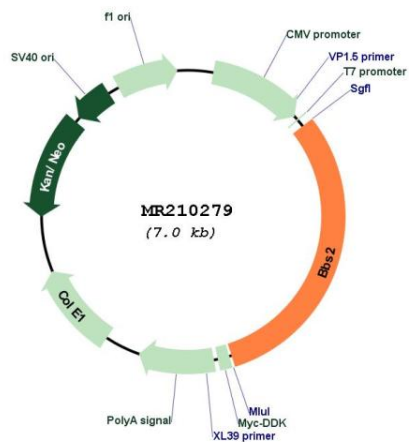 f1 ori
SV40 ori
CMV promoter
VP1.5 primer
T7 promoter
SgfI
Kan/ Neo
MR210279
(7.0 kb)
Bbs2
Col E1
MluI
Myc-DDK
PolyA signal
XL39 primer